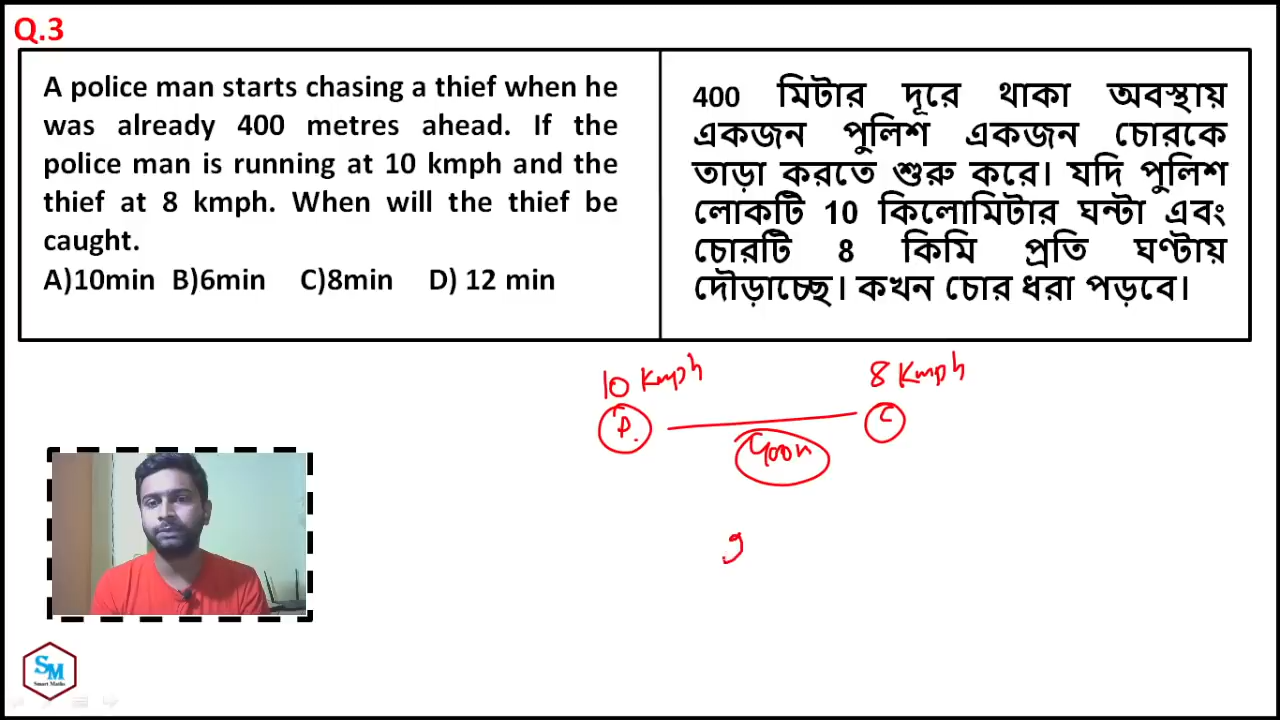 Q.3
A police man starts chasing a thief when he
was already 400 metres ahead. If the
police man is running at 10 kmph and the
thief at 8 kmph. When will the thief be
caught.
A)10min B)6min C)8min D) 12 min
400 মিটার দূরে থাকা অবস্থায়
একজন পুলিশ একজন চোরকে
তাড়া করতে শুরু করে। যদি পুলিশ
লোকটি 10 কিলোমিটার ঘন্টা এবং
চোরটি 8 কিমি প্রতি ঘণ্টায়
দৌড়াচ্ছে। কখন চোর ধরা পড়বে।
10 Kmph
8 Kmph
P.
C
SM
Smart Maths